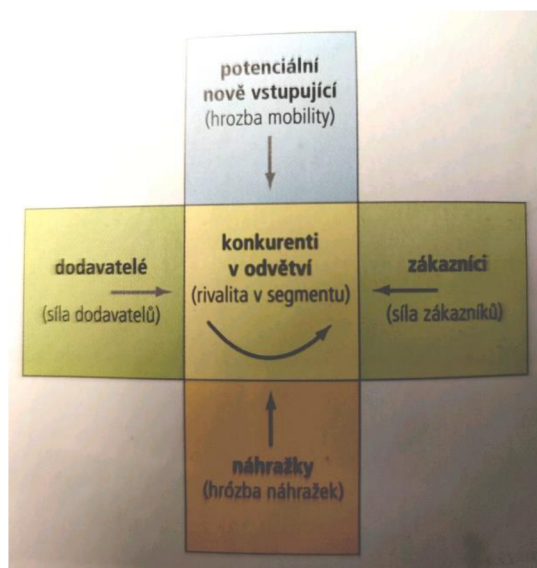 potenciální
nově vstupující
(hrozba mobility)
dodavatelé
(síla dodavatelů)
konkurenti
v odvětví
(rivalita v segmentu)
zákazníci
(síla zákazníků)
náhražky
(hrozba náhražek)